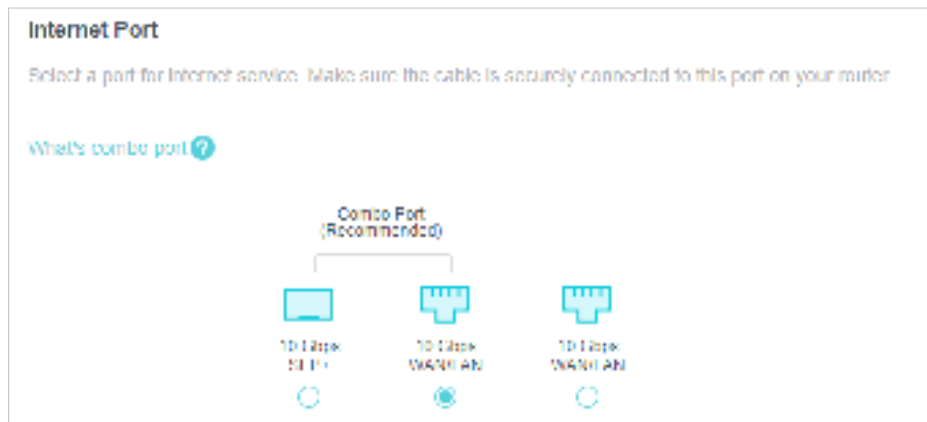 Internet Port
Select a port for internet service. Make sure the cable is securely connected to this port on your router
What's combo port ?
Combo Port
(Recommended)
10 Gbps 10 Gbps 10 Gbps
SFP+ WAN/LAN WAN/LAN